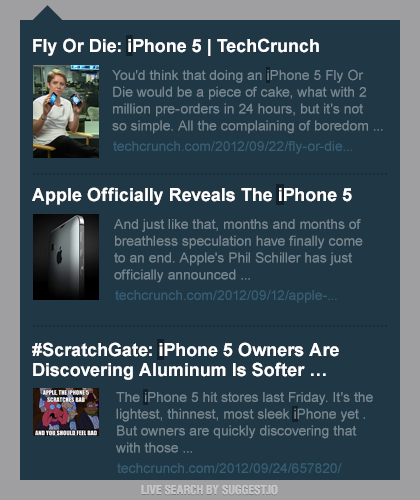 Fly Or Die: iPhone 5 | TechCrunch
You'd think that doing an iPhone 5 Fly Or
Die would be a piece of cake, what with 2
million pre-orders in 24 hours, but it's not
so simple. All the complaining of boredom ...
techcrunch.com/2012/09/22/fly-or-die...
Apple Officially Reveals The iPhone 5
And just like that, months and months of
breathless speculation have finally come
to an end. Apple's Phil Schiller has just
officially announced ...
techcrunch.com/2012/09/12/apple-...
#ScratchGate: iPhone 5 Owners Are
Discovering Aluminum Is Softer ...
APPLE, THE IPHONE 5
SCRATCHES BAD
AND YOU SHOULD FEEL BAD
The iPhone 5 hit stores last Friday. It's the
lightest, thinnest, most sleek iPhone yet .
But owners are quickly discovering that
with those ...
techcrunch.com/2012/09/24/657820/
LIVE SEARCH BY SUGGEST.IO